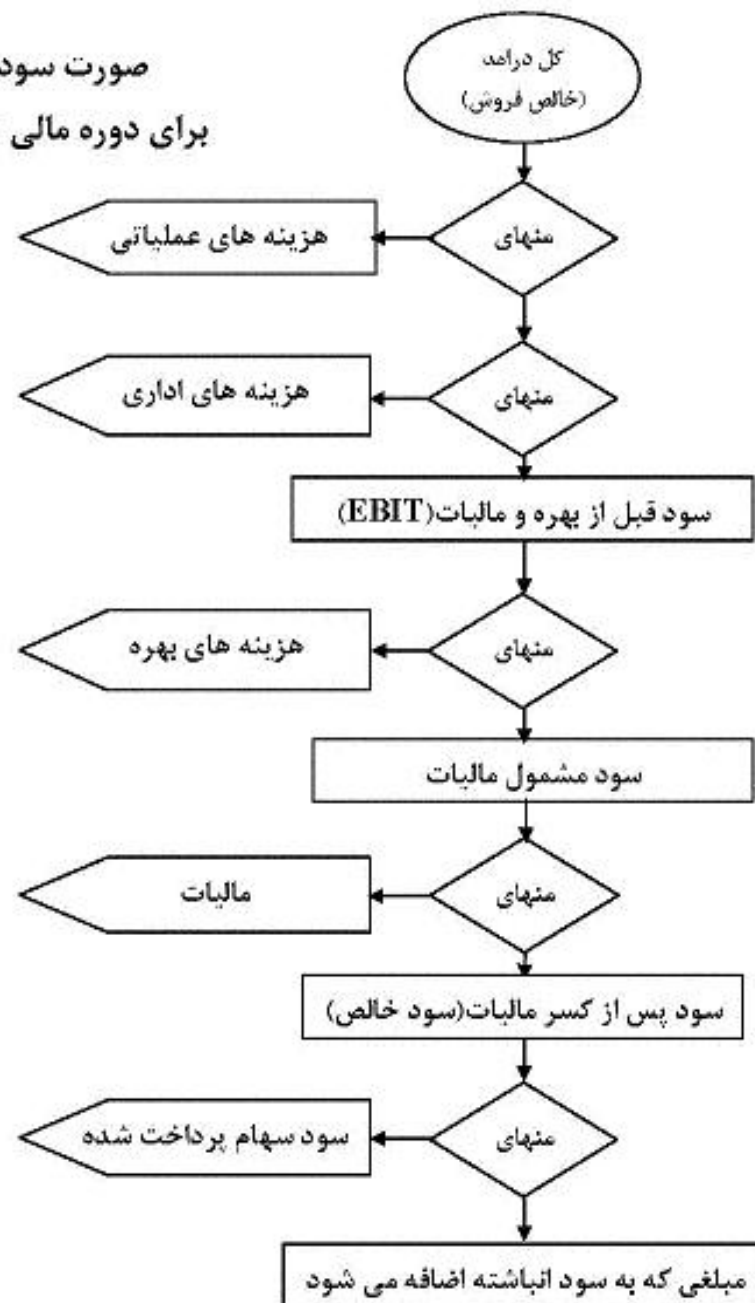 صورت سود
برای دوره مالی
کل درامد
(خالص فروش)
منهای
هزینه های عملیاتی
منهای
هزینه های اداری
سود قبل از بهره و مالیات(EBIT)
منهای
هزینه های بهره
سود مشمول مالیات
منهای
مالیات
سود پس از کسر مالیات(سود خالص)
منهای
سود سهام پرداخت شده
مبلغی که به سود انباشته اضافه می شود